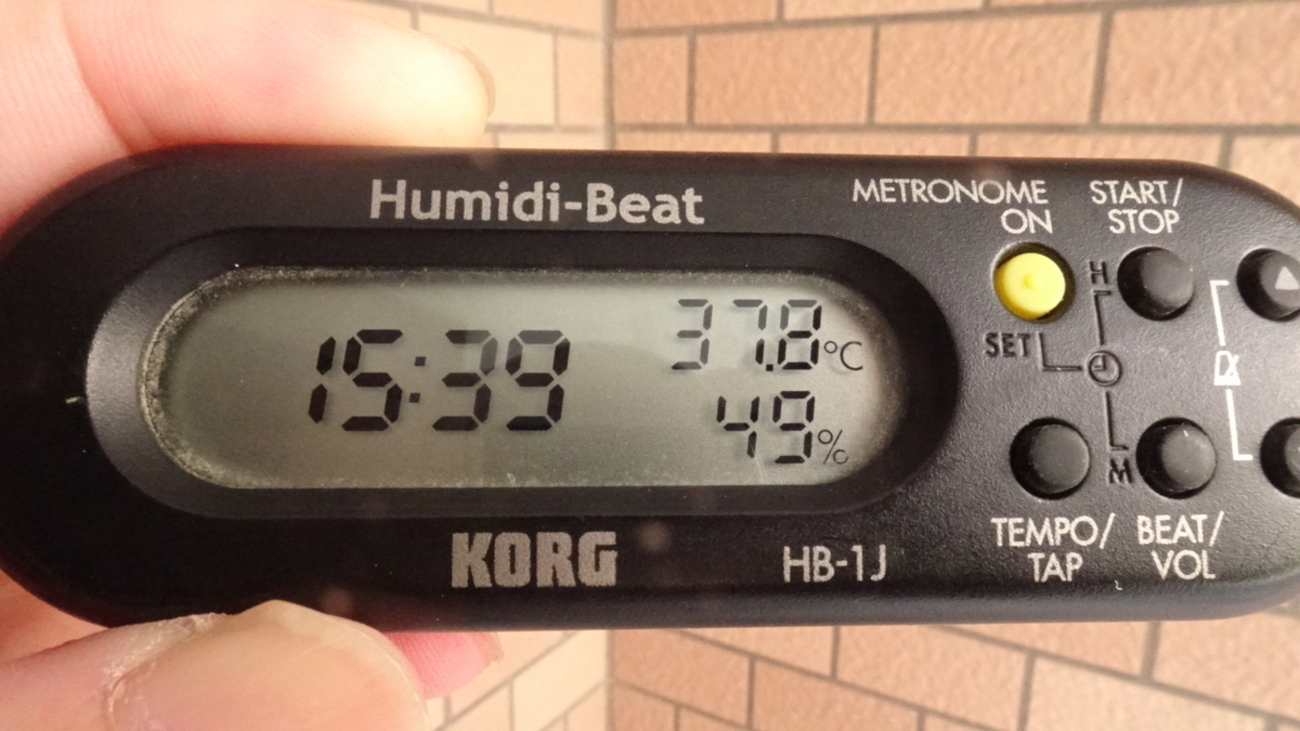 Humidi-Beat
METRONOME
ON
START/
STOP
15:39
37.8°C
49%
H
SET
M
KORG
HB-1J
TEMPO/
TAP
BEAT/
VOL